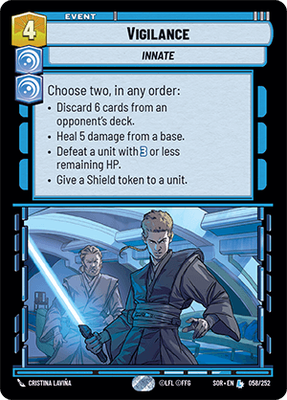 EVENT
4
VIGILANCE
INNATE
Choose two, in any order:
• Discard 6 cards from an
opponent's deck.
• Heal 5 damage from a base.
• Defeat a unit with 3 or less
remaining HP.
• Give a Shield token to a unit.
CRISTINA LAVIÑA
©LFL ©FFG
SOR • EN L 058/252